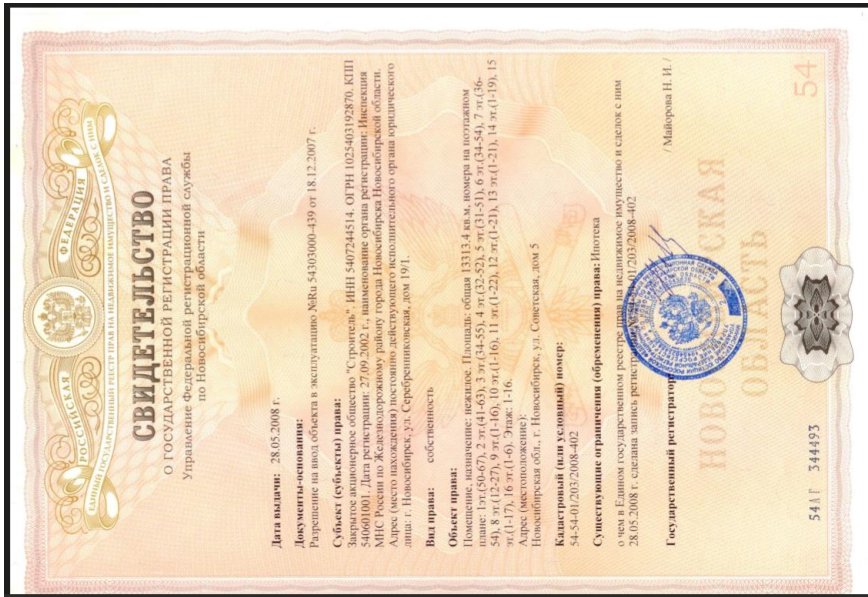 РОССИЙСКАЯ ФЕДЕРАЦИЯ
ЕДИНЫЙ ГОСУДАРСТВЕННЫЙ РЕЕСТР ПРАВ НА НЕДВИЖИМОЕ ИМУЩЕСТВО И СДЕЛОК С НИМ
СВИДЕТЕЛЬСТВО
О ГОСУДАРСТВЕННОЙ РЕГИСТРАЦИИ ПРАВА
Управление Федеральной регистрационной службы
по Новосибирской области
Дата выдачи: 28.05.2008 г.
Документы-основания:
Разрешение на ввод объекта в эксплуатацию №Ru 54303000-439 от 18.12.2007 г.
Субъект (субъекты) права:
Закрытое акционерное общество "Строитель", ИНН 5407244514, ОГРН 1025403192870, КПП
540601001. Дата регистрации: 27.09.2002 г., наименование органа регистрации: Инспекция
МНС России по Железнодорожному району города Новосибирска Новосибирской области.
Адрес (место нахождения) постоянно действующего исполнительного органа юридического
лица: г. Новосибирск, ул. Серебренниковская, дом 19/1.
Вид права: собственность
Объект права:
Помещение, назначение: нежилое. Площадь: общая 13313.4 кв.м, номера на поэтажном
плане: 1эт.(50-67), 2 эт.(41-63), 3 эт.(34-55), 4 эт.(32-52), 5 эт.(31-51), 6 эт.(34-54), 7 эт.(36-
54), 8 эт.(12-27), 9 эт.(1-16), 10 эт.(1-16), 11 эт.(1-22), 12 эт.(1-21), 13 эт.(1-21), 14 эт.(1-19), 15
эт.(1-17), 16 эт.(1-6). Этаж: 1-16.
Адрес (местоположение):
Новосибирская обл., г. Новосибирск, ул. Советская, дом 5
Кадастровый (или условный) номер:
54-54-01/203/2008-402
Существующие ограничения (обременения) права: Ипотека
о чем в Едином государственном реестре прав на недвижимое имущество и сделок с ним
28.05.2008 г. сделана запись регистрации 01/203/2008-402
Государственный регистратор / Майорова Н. И. /
НОВОСИБИРСКАЯ
ОБЛАСТЬ
54
54АГ 344493